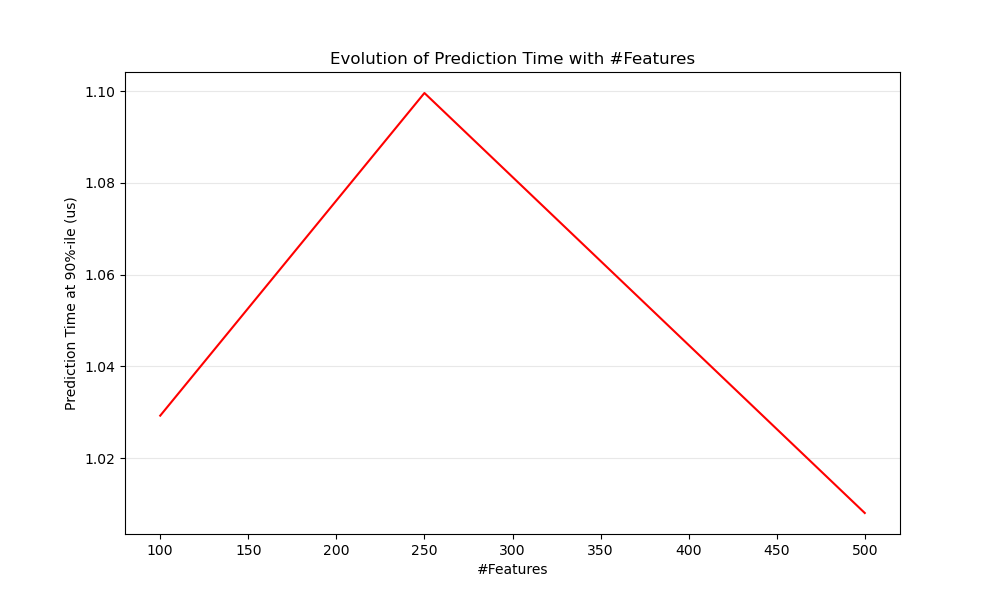 Evolution of Prediction Time with #Features
Prediction Time at 90%-ile (us)
1.10
1.08
1.06
1.04
1.02
100 150 200 250 300 350 400 450 500
#Features